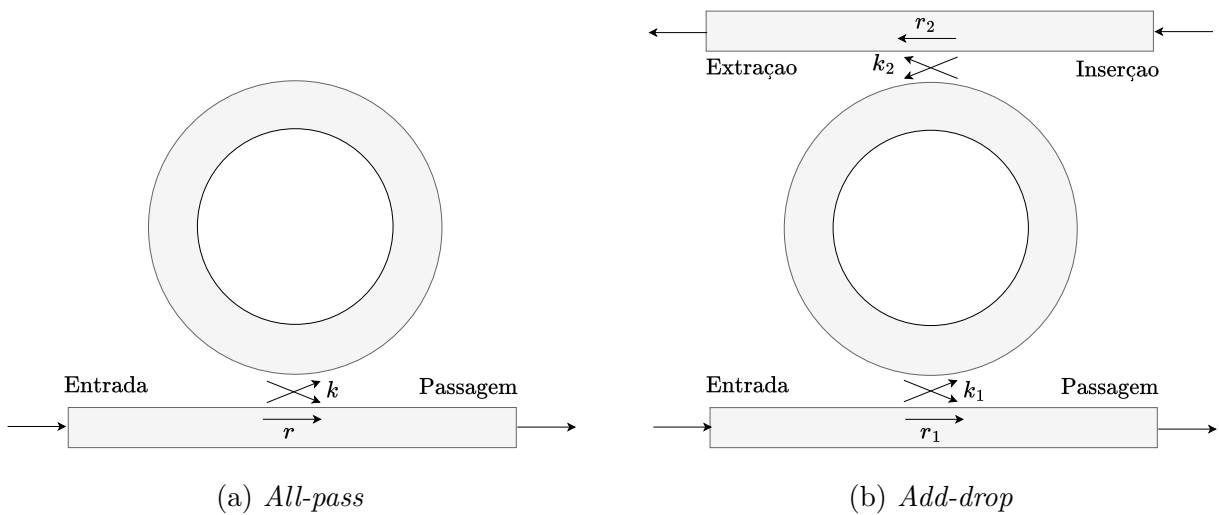 Entrada
Passagem
k
r
(a) All-pass
r₂
k₂
Extraçao
Inserçao
Entrada
Passagem
k₁
r₁
(b) Add-drop